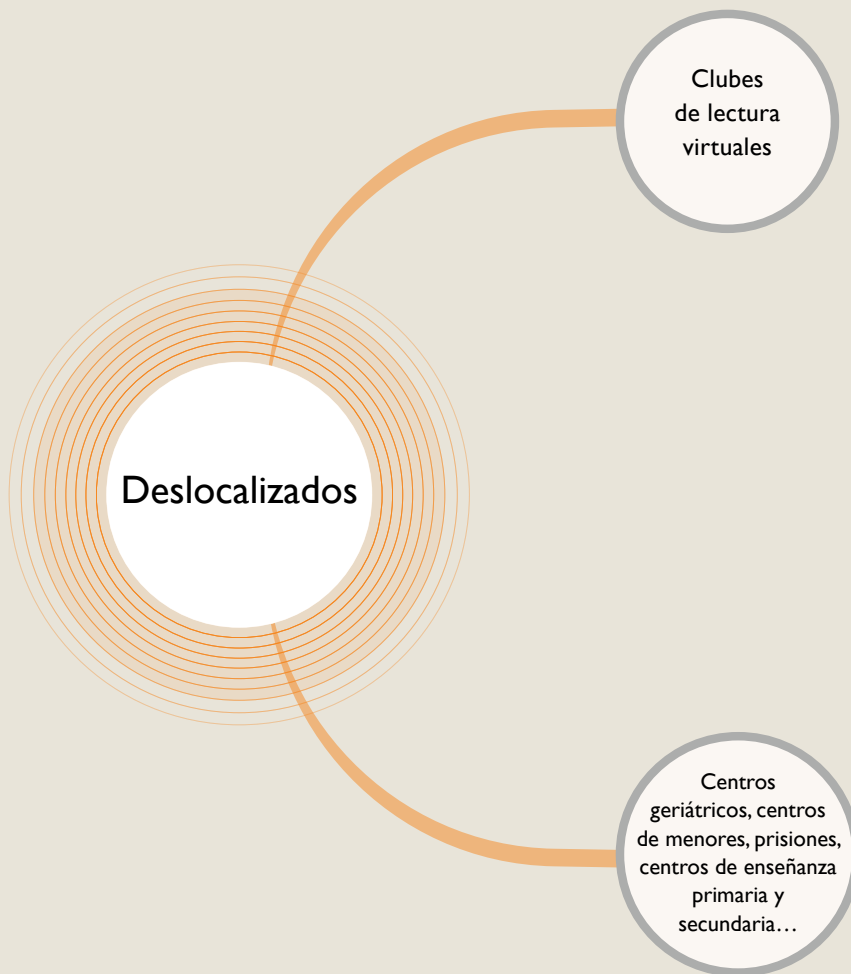 Clubes
de lectura
virtuales
Deslocalizados
Centros
geriátricos, centros
de menores, prisiones,
centros de enseñanza
primaria y
secundaria…